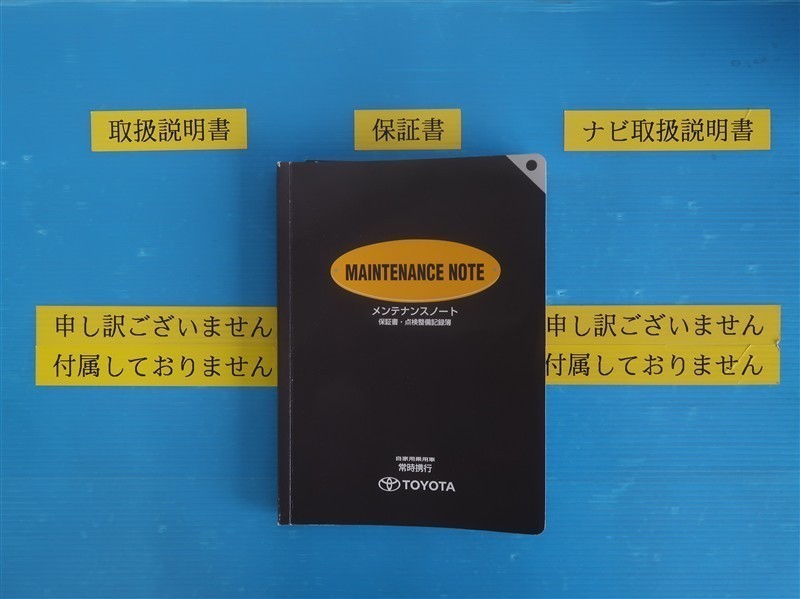 取扱説明書
保証書
ナビ取扱説明書
申し訳ございません
付属しておりません
MAINTENANCE NOTE
メンテナンスノート
保証書・点検整備記録簿
自家用乗用車
常時携行
TOYOTA
申し訳ございません
付属しておりません